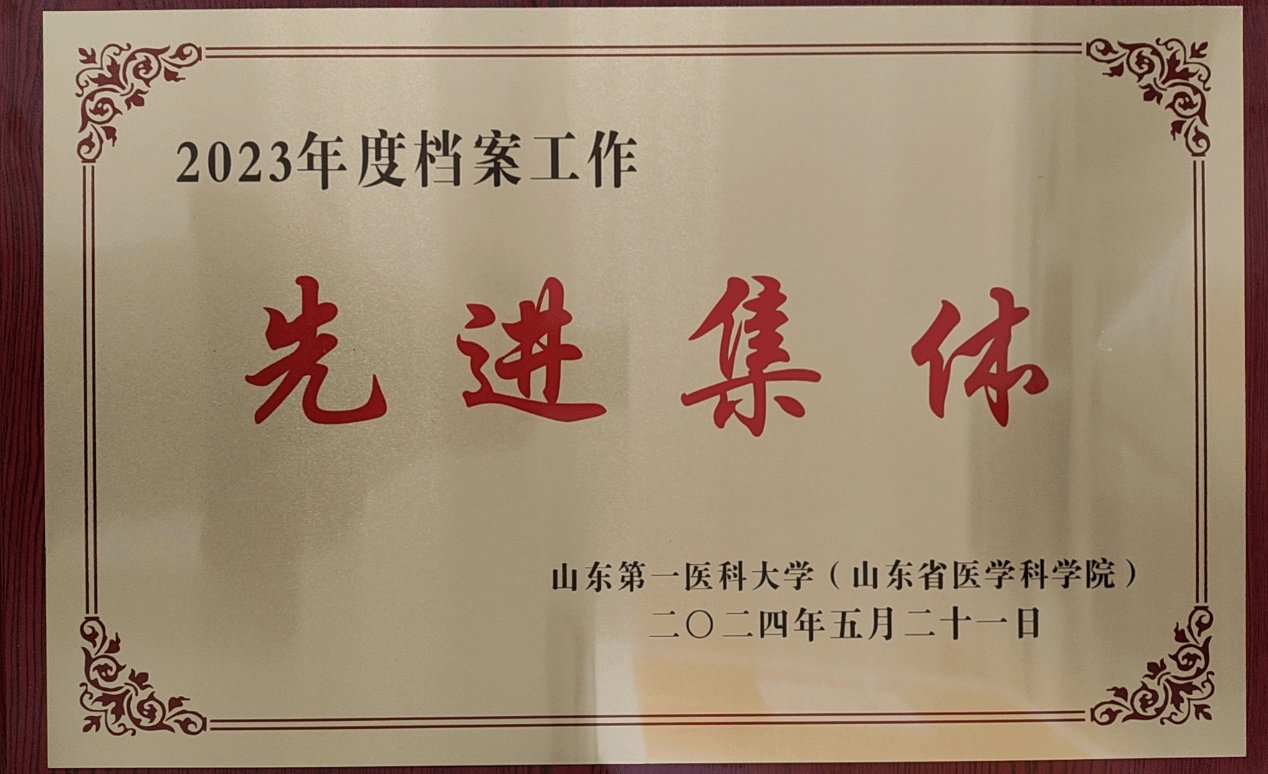 2023年度档案工作
先进集体
山东第一医科大学（山东省医学科学院）
二〇二四年五月二十一日